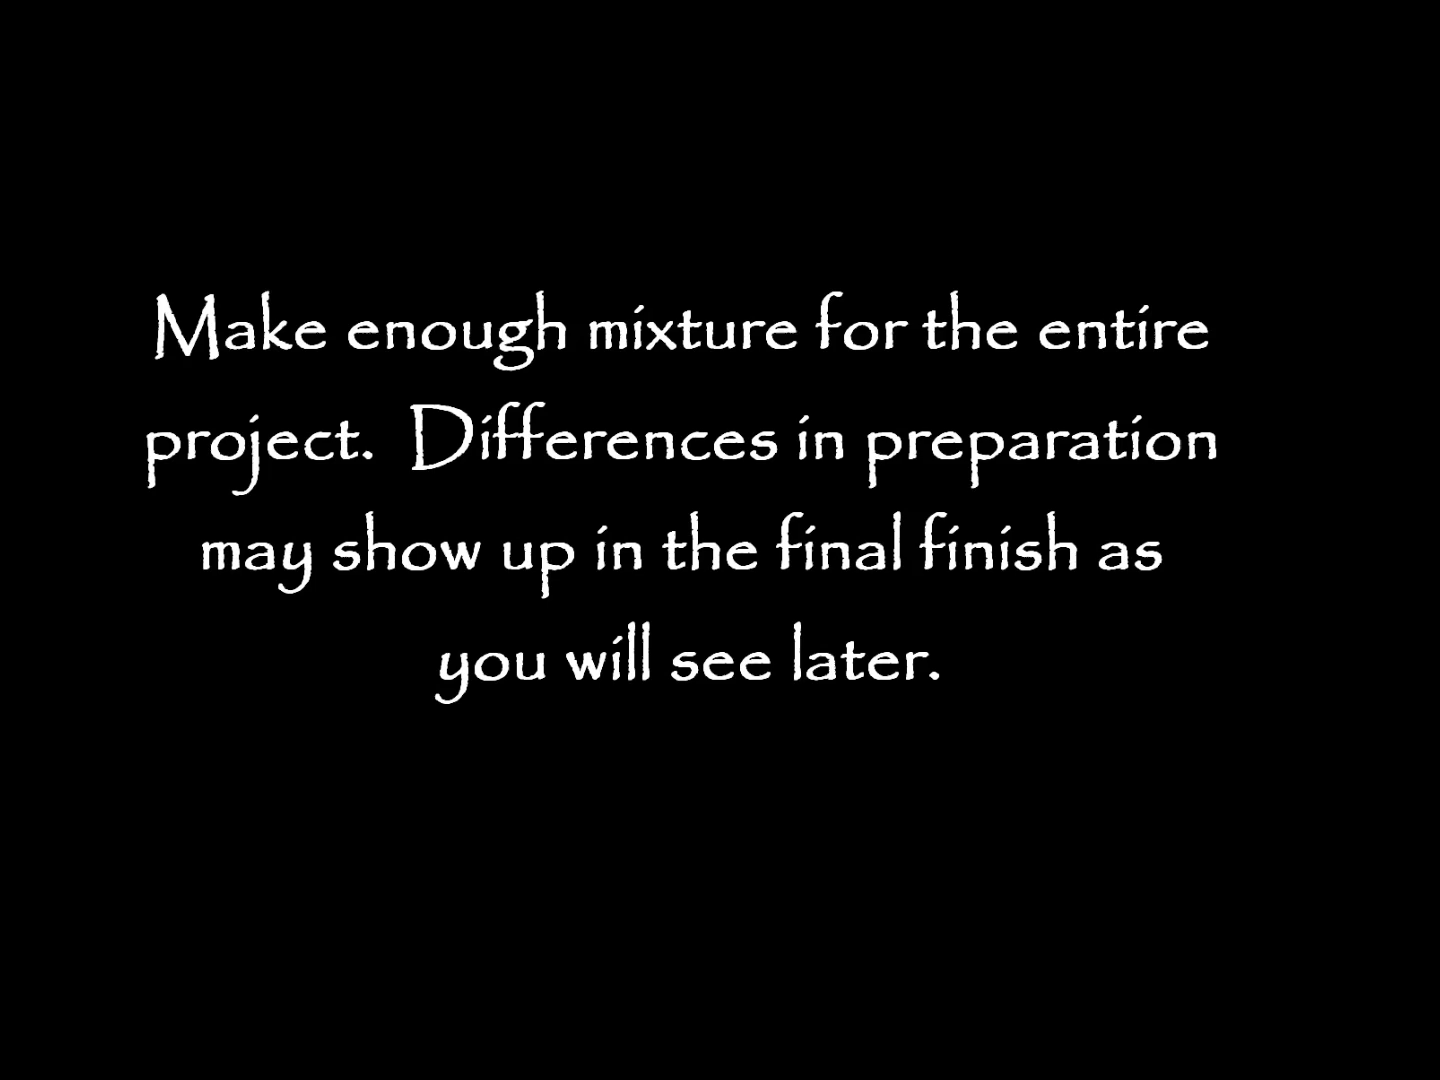 Make enough mixture for the entire
project.  Differences in preparation
may show up in the final finish as
you will see later.